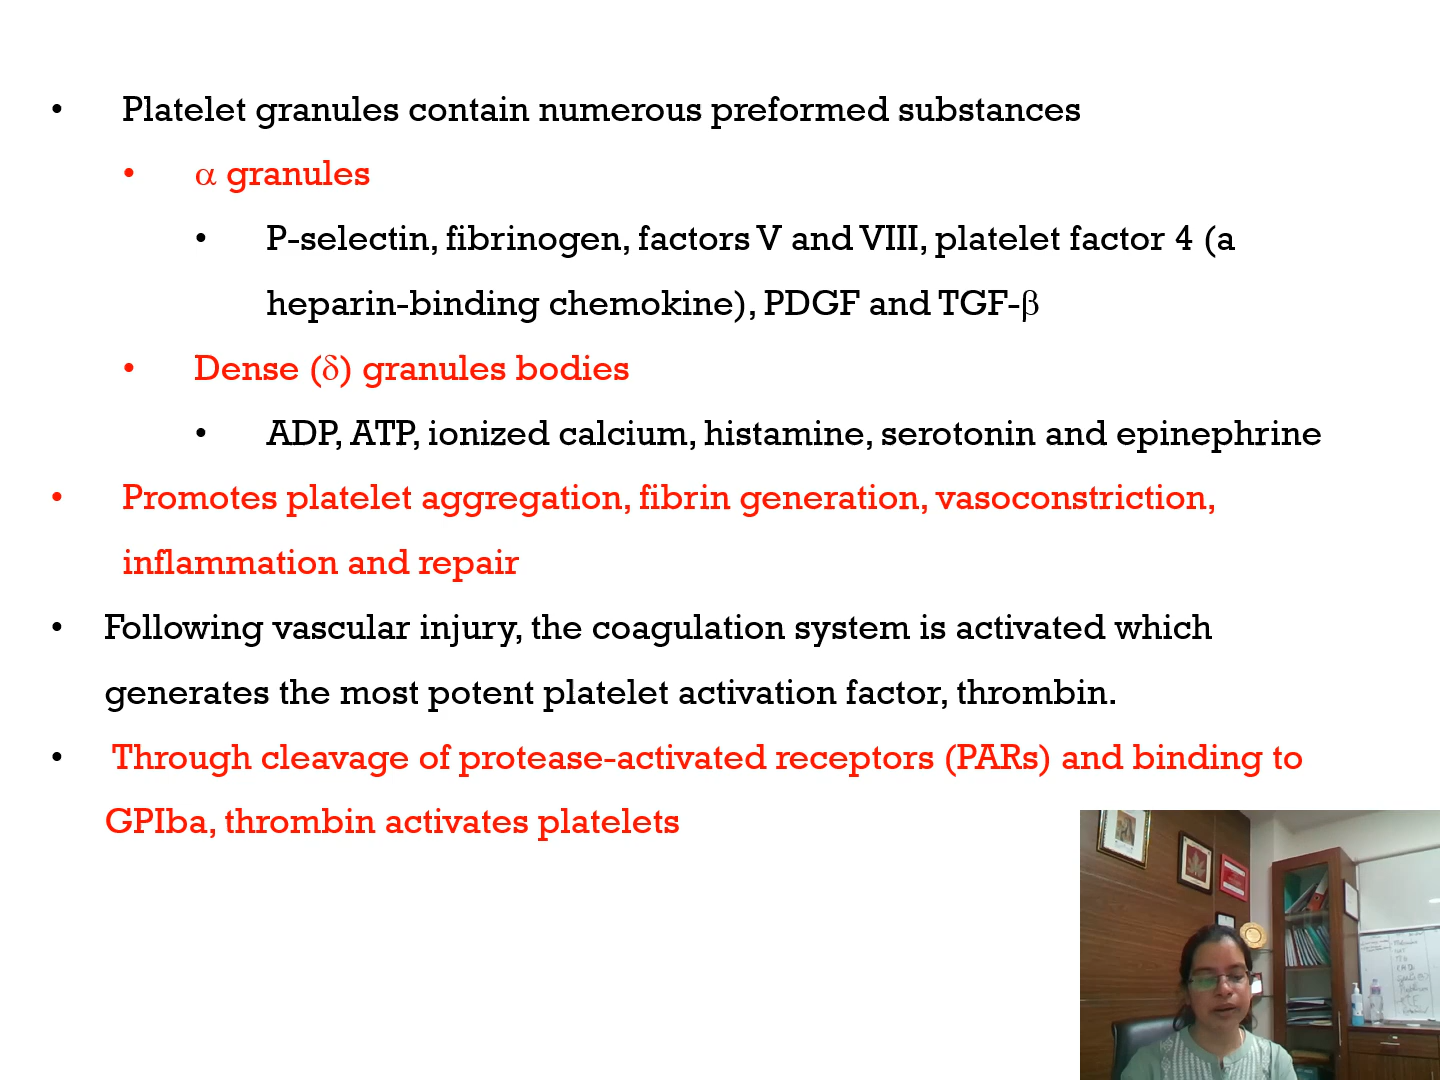 • Platelet granules contain numerous preformed substances
• α granules
• P-selectin, fibrinogen, factors V and VIII, platelet factor 4 (a
heparin-binding chemokine), PDGF and TGF-β
• Dense (δ) granules bodies
• ADP, ATP, ionized calcium, histamine, serotonin and epinephrine
• Promotes platelet aggregation, fibrin generation, vasoconstriction,
inflammation and repair
• Following vascular injury, the coagulation system is activated which
generates the most potent platelet activation factor, thrombin.
• Through cleavage of protease-activated receptors (PARs) and binding to
GPIba, thrombin activates platelets